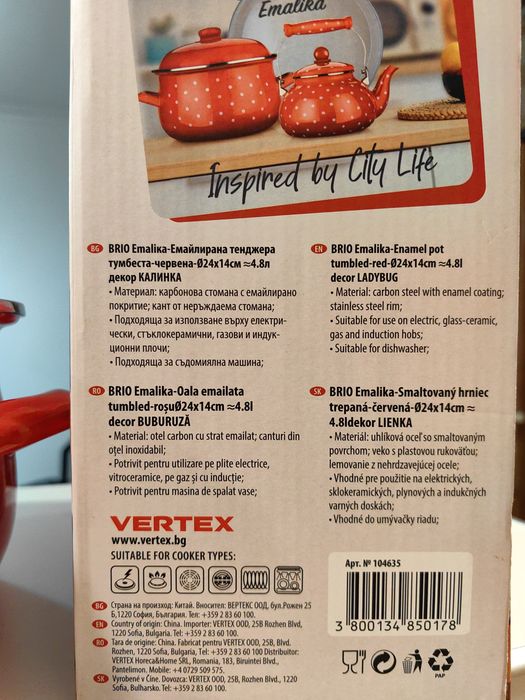 Emalika
Inspired by City Life
BG BRIO Emalika-Емайлирана тенджера
тумбеста-червена-Ø24x14см ≈4.8л
декор КАЛИНКА
• Материал: карбонова стомана с емайлирано
покритие; кант от неръждаема стомана;
• Подходяща за използване върху електри-
чески, стъклокерамични, газови и индук-
ционни плочи;
• Подходяща за съдомиялна машина;
EN BRIO Emalika-Enamel pot
tumbled-red-Ø24x14cm ≈4.8l
decor LADYBUG
• Material: carbon steel with enamel coating;
stainless steel rim;
• Suitable for use on electric, glass-ceramic,
gas and induction hobs;
• Suitable for dishwasher;
RO BRIO Emalika-Oala emailata
tumbled-roșuØ24x14cm ≈4.8l
decor BUBURUZĂ
• Material: otel carbon cu strat emailat; canturi din
oțel inoxidabil;
• Potrivit pentru utilizare pe plite electrice,
vitroceramice, pe gaz și cu inducție;
• Potrivit pentru masina de spalat vase;
SK BRIO Emalika-Smaltovaný hrniec
trepaná-červená-Ø24x14cm ≈
4.8ldekor LIENKA
• Materiál: uhlíková oceľ so smaltovaným
povrchom; veko s plastovou rukoväťou;
lemovanie z nehrdzavejúcej ocele;
• Vhodné pre použitie na elektrických,
sklokeramických, plynových a indukčných
varných doskách;
• Vhodné do umývačky riadu;
VERTEX
www.vertex.bg
SUITABLE FOR COOKER TYPES:
BG Страна на произход: Китай. Вносител: ВЕРТЕКС ООД, бул.Рожен 25
Б,1220 София, България. Тел: +359 2 83 60 100.
EN Country of origin: China. Importer: VERTEX OOD, 25B Rozhen Blvd,
1220 Sofia, Bulgaria. Tel: +359 2 83 60 100.
RO Tara de origine: China. Fabricat pentru VERTEX OOD, 25B, Blvd.
Rozhen, 1220 Sofia, Bulgaria. Tel: +359 2 83 60 100 Distribuitor:
VERTEX Horeca&Home SRL, Romania, 183, Biruintei Blvd.,
Pantelimon. Mobil: +4 0729 509 575.
SK Vyrobené v Číne. Dovozca: VERTEX OOD, 25B, Rozhen Blvd., 1220
Sofia, Bulharsko. Tel: +359 2 83 60 100.
Арт. № 104635
3 800134 850178
PAP